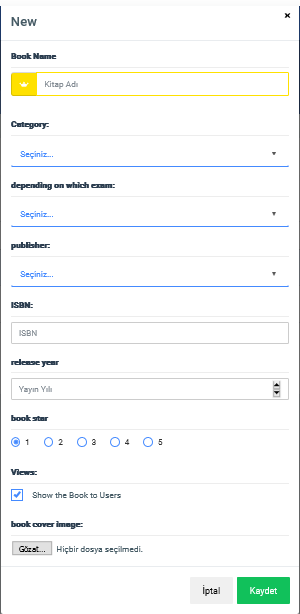 New
×
Book Name
Kitap Adı
Category:
Seçiniz...
depending on which exam:
Seçiniz...
publisher:
Seçiniz...
ISBN:
ISBN
release year
Yayın Yılı
book star
1 2 3 4 5
Views:
Show the Book to Users
book cover image:
Gözat... Hiçbir dosya seçilmedi.
İptal Kaydet